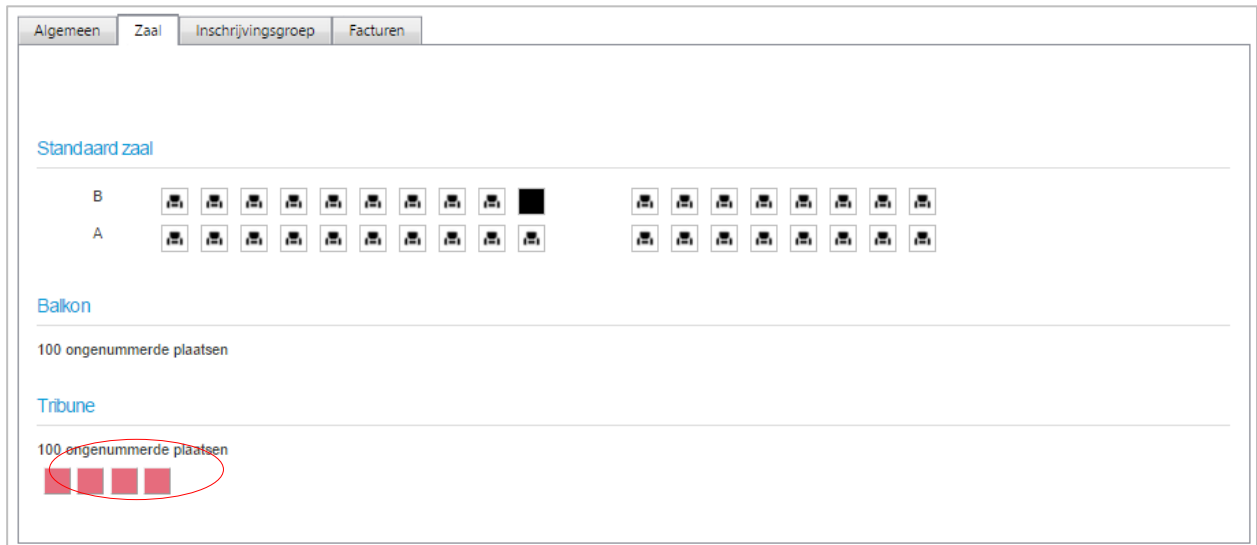 Algemeen Zaal Inschrijvingsgroep Facturen
Standaard zaal
B
A
Balkon
100 ongenummerde plaatsen
Tribune
100 ongenummerde plaatsen